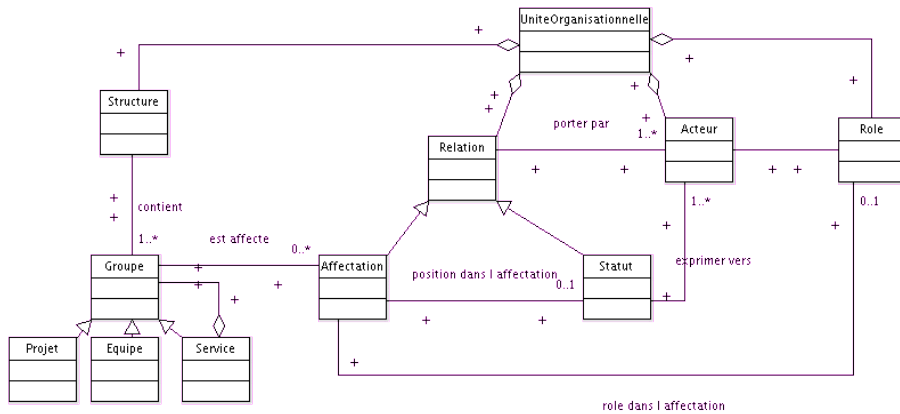 UniteOrganisationnelle
+
+
+
+
+
+
+
+
+
Structure
porter par
Acteur
Role
1..*
Relation
+
+
+
+
+
+
contient
1..*
0..1
+
+
1..*
est affecte
0..*
exprimer vers
Groupe
+
Affectation
position dans l affectation
Statut
+
+
0..1
+
+
+
+
Projet
Equipe
Service
+
role dans l affectation